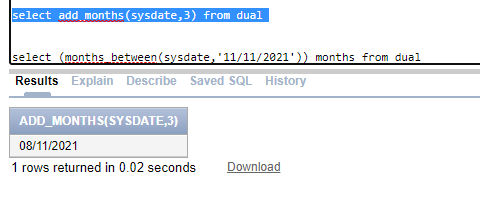 select add_months(sysdate,3) from dual
select (months_between(sysdate,'11/11/2021')) months from dual
Results Explain Describe Saved SQL History
ADD_MONTHS(SYSDATE,3)
08/11/2021
1 rows returned in 0.02 seconds Download